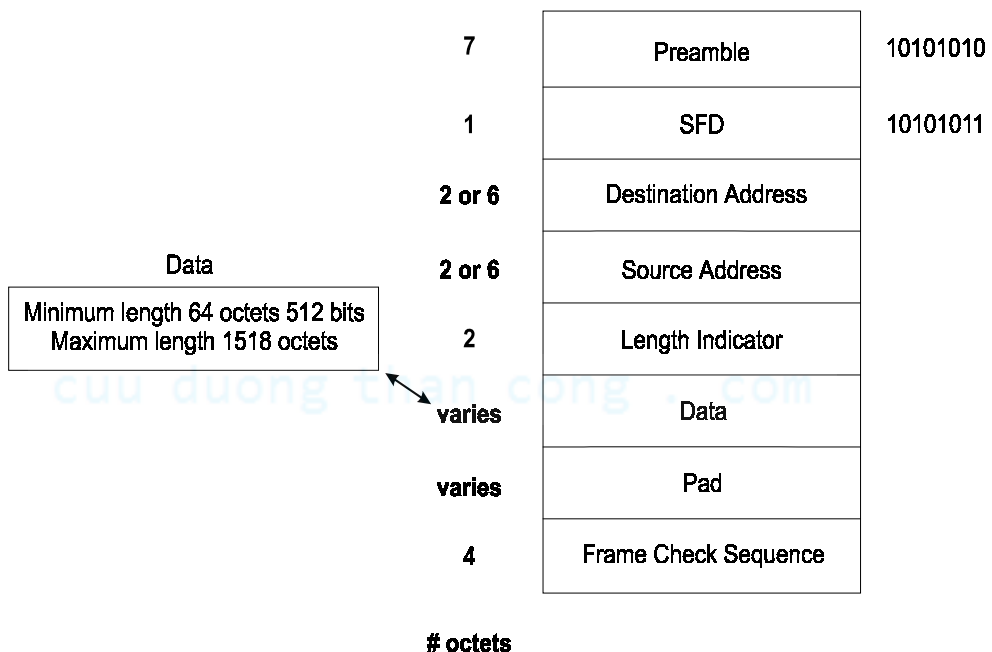 7 Preamble 10101010
1 SFD 10101011
2 or 6 Destination Address
Data
2 or 6 Source Address
Minimum length 64 octets 512 bits
Maximum length 1518 octets
2 Length Indicator
cuu duong than cong . com
varies Data
varies Pad
4 Frame Check Sequence
# octets